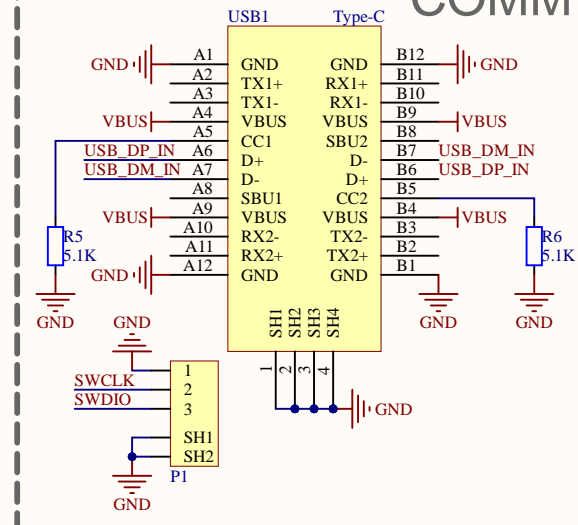 COMM
USB1 Type-C
GND A1 GND GND B12 GND
A2 TX1+ RX1+ B11
A3 TX1- RX1- B10
VBUS A4 VBUS VBUS B9 VBUS
A5 CC1 SBU2 B8
USB_DP_IN A6 D+ D- B7 USB_DM_IN
USB_DM_IN A7 D- D+ B6 USB_DP_IN
A8 SBU1 CC2 B5
VBUS A9 VBUS VBUS B4 VBUS
R5 A10 RX2- TX2- B3 R6
5.1K A11 RX2+ TX2+ B2 5.1K
GND A12 GND GND B1
GND GND GND GND
SH1 SH2 SH3 SH4
1 2 3 4
GND
1
SWCLK 2
SWDIO 3
SH1
SH2
P1
GND